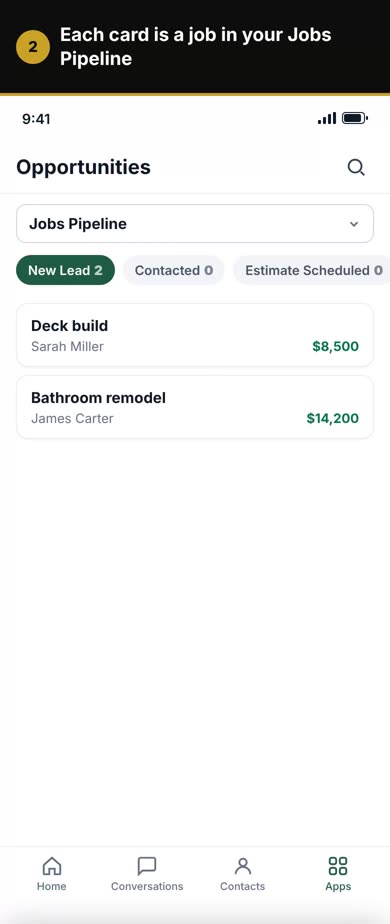 2
Each card is a job in your Jobs
Pipeline
9:41
Opportunities
Jobs Pipeline
New Lead 2
Contacted 0
Estimate Scheduled 0
Deck build
Sarah Miller
$8,500
Bathroom remodel
James Carter
$14,200
Home
Conversations
Contacts
Apps